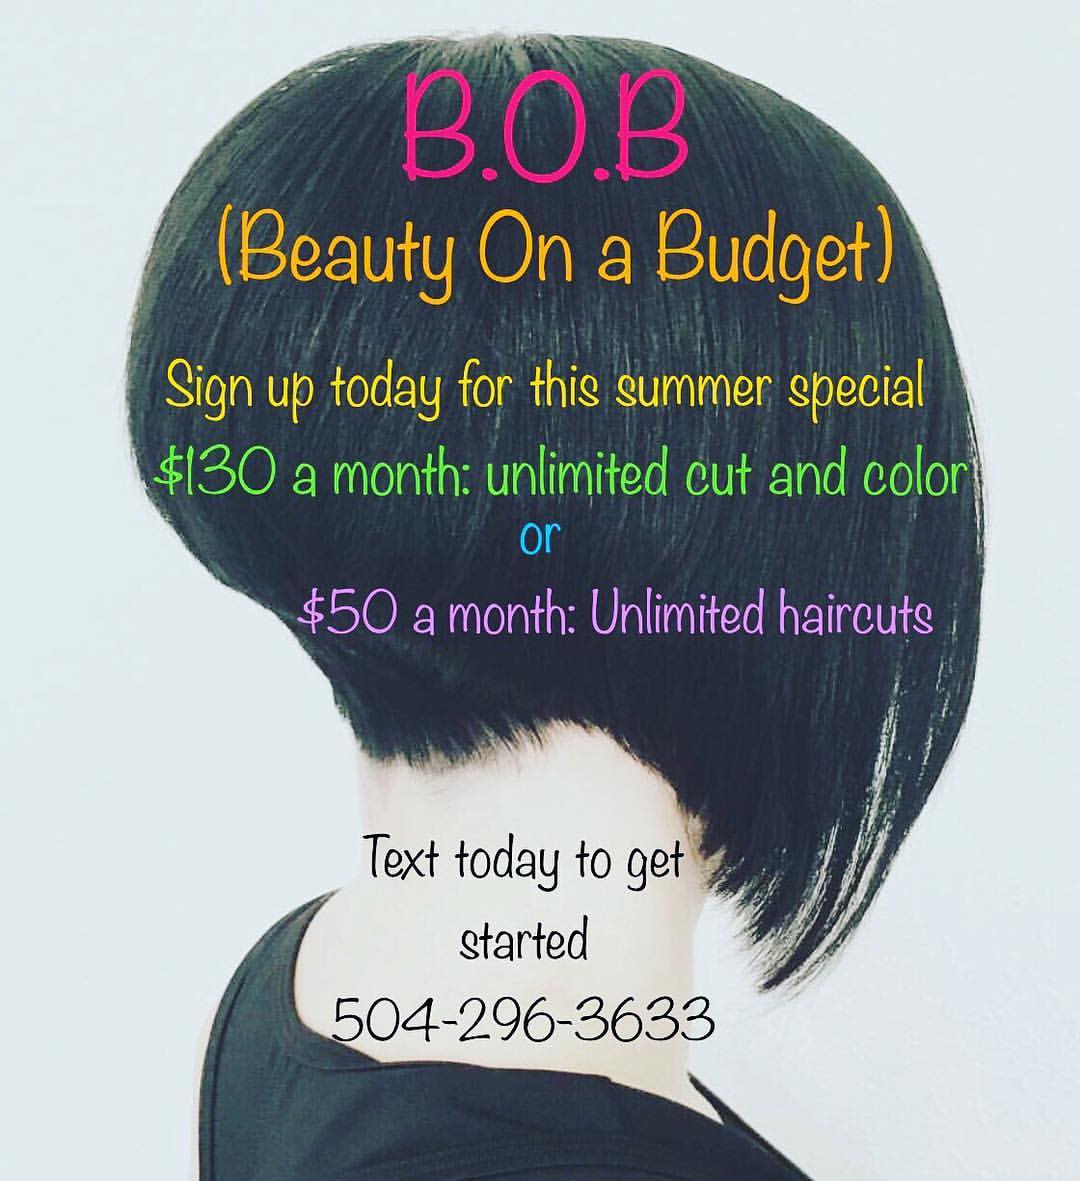 B.O.B
(Beauty On a Budget)
Sign up today for this summer special
$130 a month: unlimited cut and color
or
$50 a month: Unlimited haircuts
Text today to get
started
504-296-3633